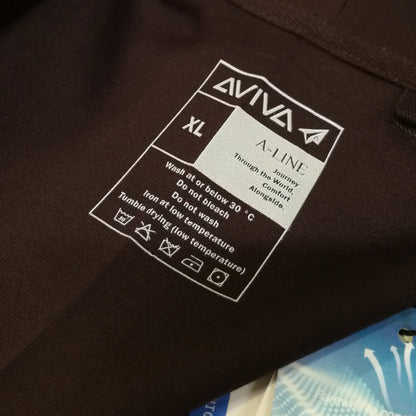 AVIVA
XL
A-LINE
Journey
Through the World,
Comfort
Alongside.
Wash at or below 30 °C
Do not bleach
Do not wash
Iron at low temperature
Tumble drying (low temperature)